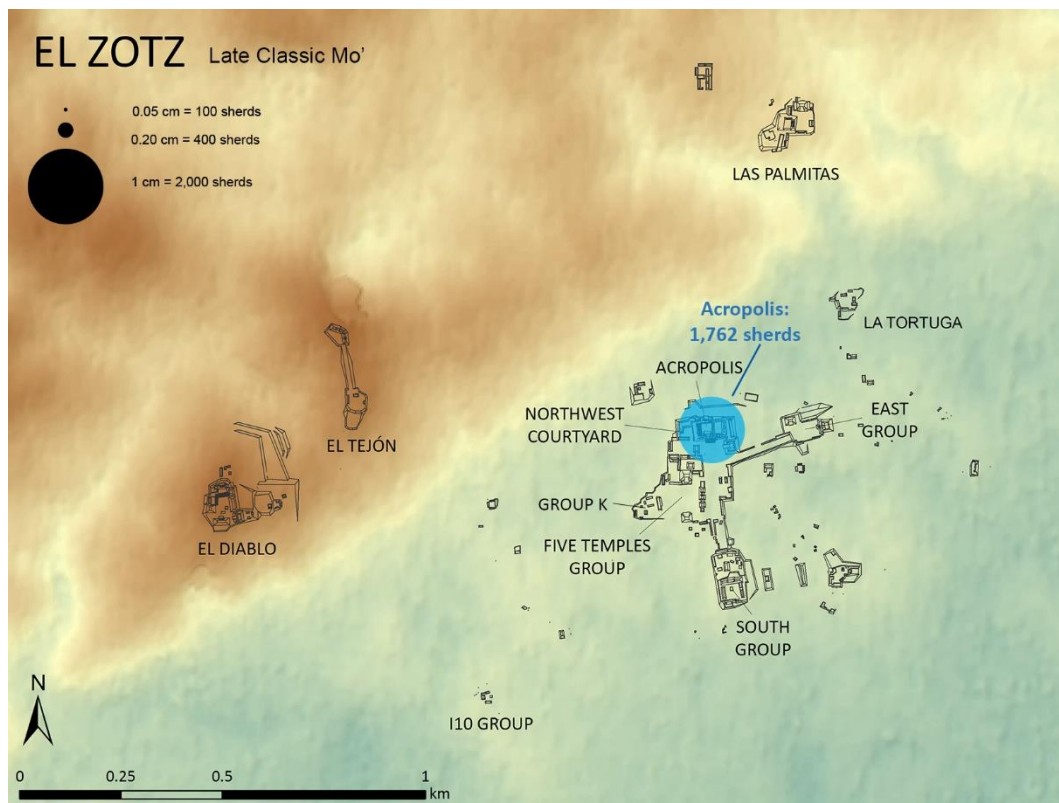 EL ZOTZ Late Classic Mo'
0.05 cm = 100 sherds
0.20 cm = 400 sherds
1 cm = 2,000 sherds
LAS PALMITAS
LA TORTUGA
Acropolis:
1,762 sherds
ACROPOLIS
NORTHWEST
COURTYARD
EAST
GROUP
EL TEJÓN
GROUP K
FIVE TEMPLES
GROUP
EL DIABLO
SOUTH
GROUP
I10 GROUP
N
0 0.25 0.5 1
km